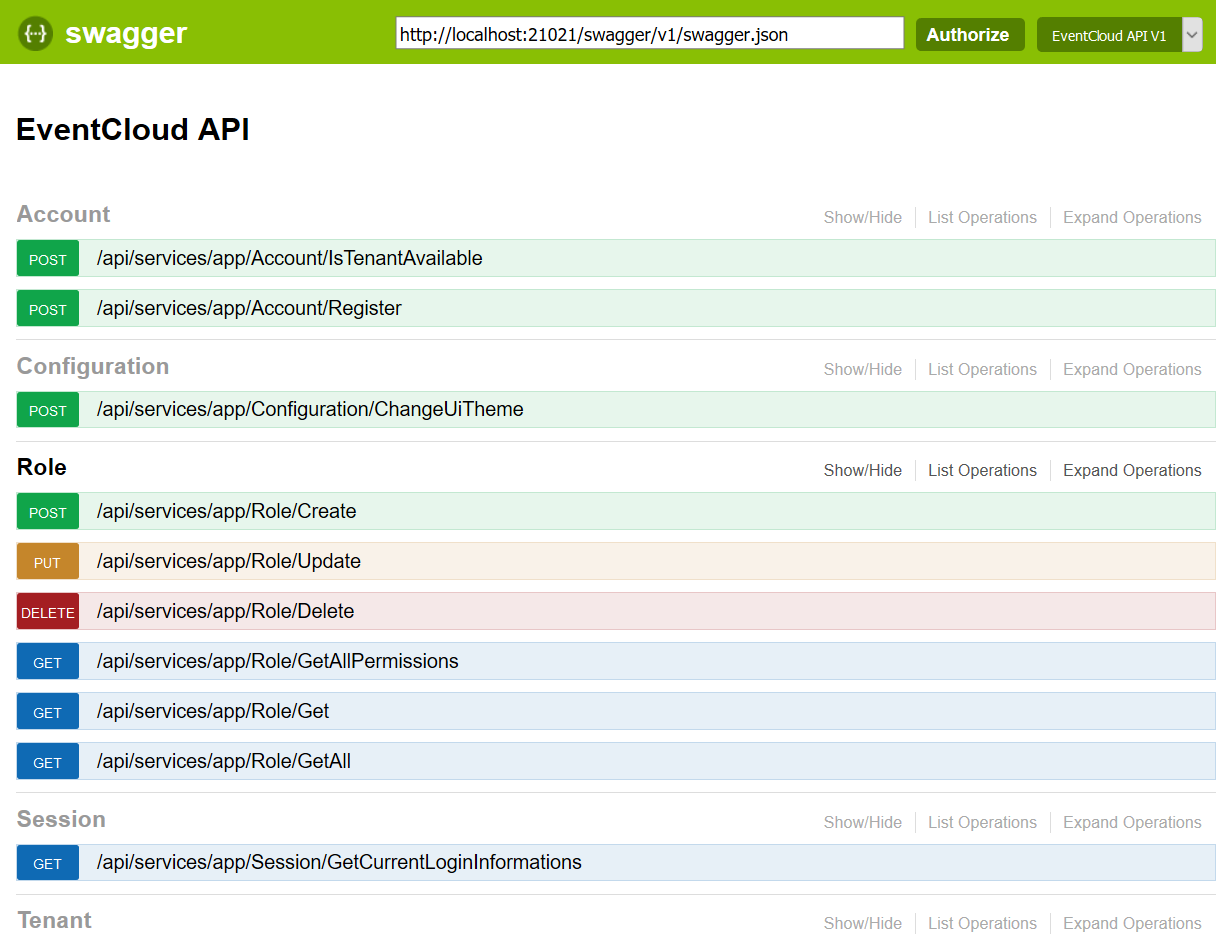 {···} swagger http://localhost:21021/swagger/v1/swagger.json Authorize EventCloud API V1
EventCloud API
Account Show/Hide List Operations Expand Operations
POST /api/services/app/Account/IsTenantAvailable
POST /api/services/app/Account/Register
Configuration Show/Hide List Operations Expand Operations
POST /api/services/app/Configuration/ChangeUiTheme
Role Show/Hide List Operations Expand Operations
POST /api/services/app/Role/Create
PUT /api/services/app/Role/Update
DELETE /api/services/app/Role/Delete
GET /api/services/app/Role/GetAllPermissions
GET /api/services/app/Role/Get
GET /api/services/app/Role/GetAll
Session Show/Hide List Operations Expand Operations
GET /api/services/app/Session/GetCurrentLoginInformations
Tenant Show/Hide List Operations Expand Operations